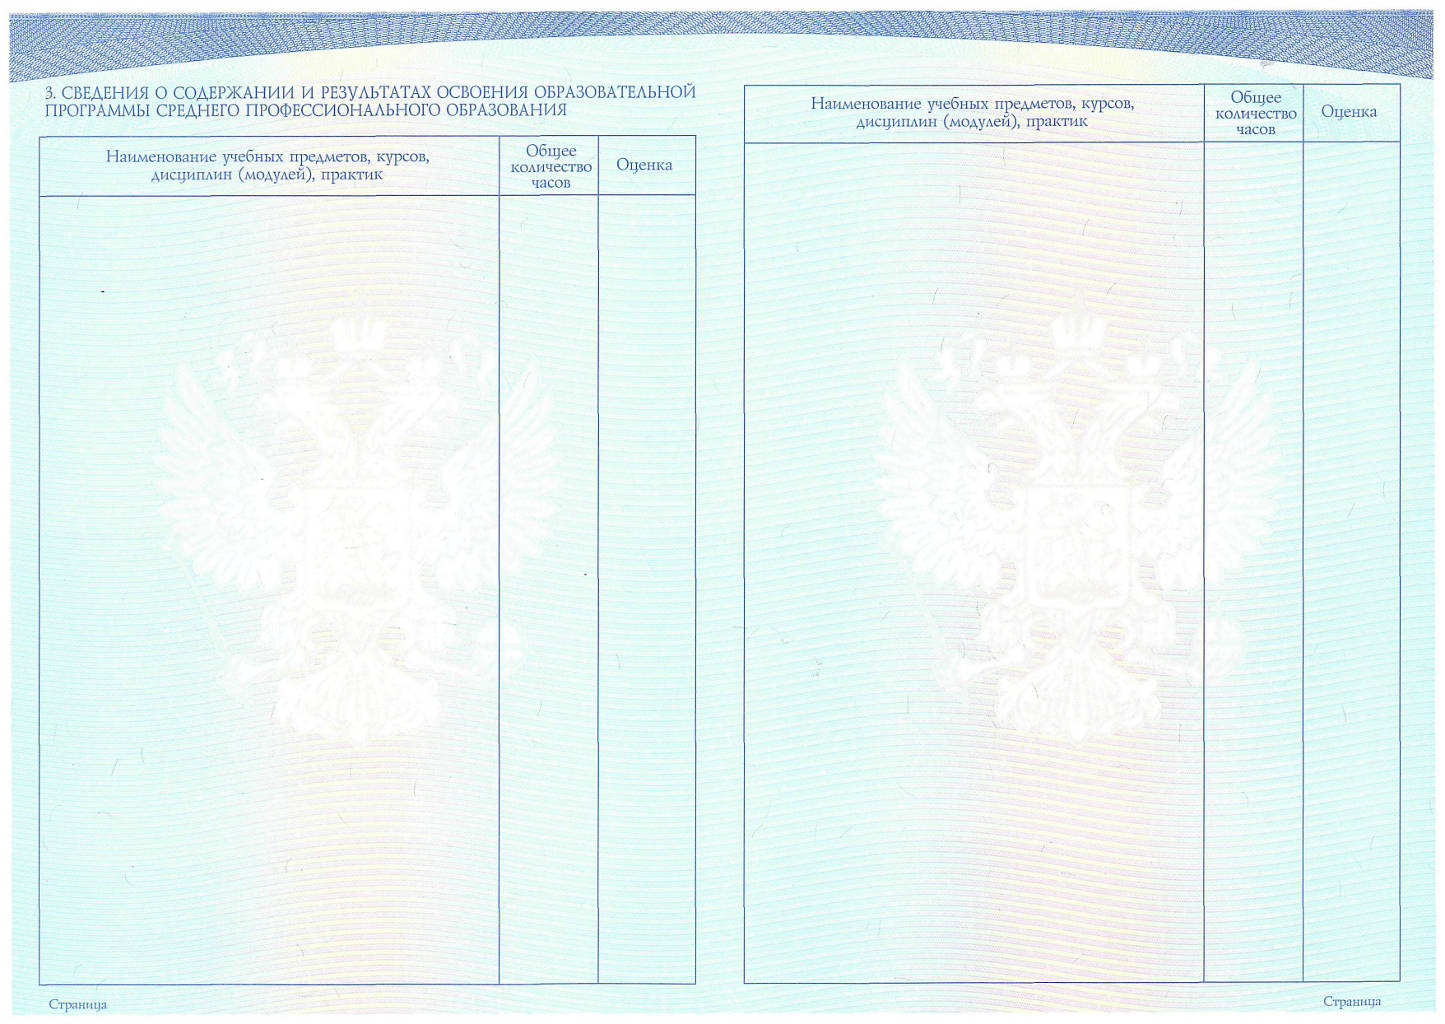 3. СВЕДЕНИЯ О СОДЕРЖАНИИ И РЕЗУЛЬТАТАХ ОСВОЕНИЯ ОБРАЗОВАТЕЛЬНОЙ
ПРОГРАММЫ СРЕДНЕГО ПРОФЕССИОНАЛЬНОГО ОБРАЗОВАНИЯ
Наименование учебных предметов, курсов,
дисциплин (модулей), практик
Общее
количество
часов
Оценка
Страница
Наименование учебных предметов, курсов,
дисциплин (модулей), практик
Общее
количество
часов
Оценка
Страница